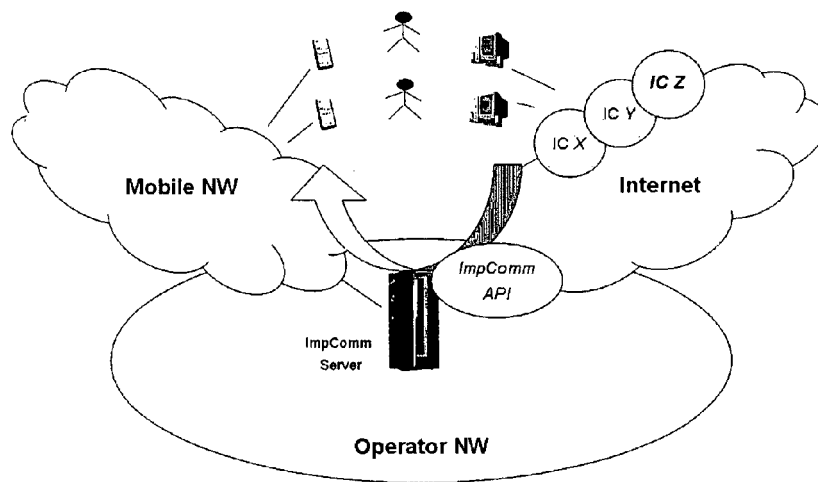 IC Z
IC Y
IC X
Mobile NW
Internet
ImpComm
API
ImpComm
Server
Operator NW